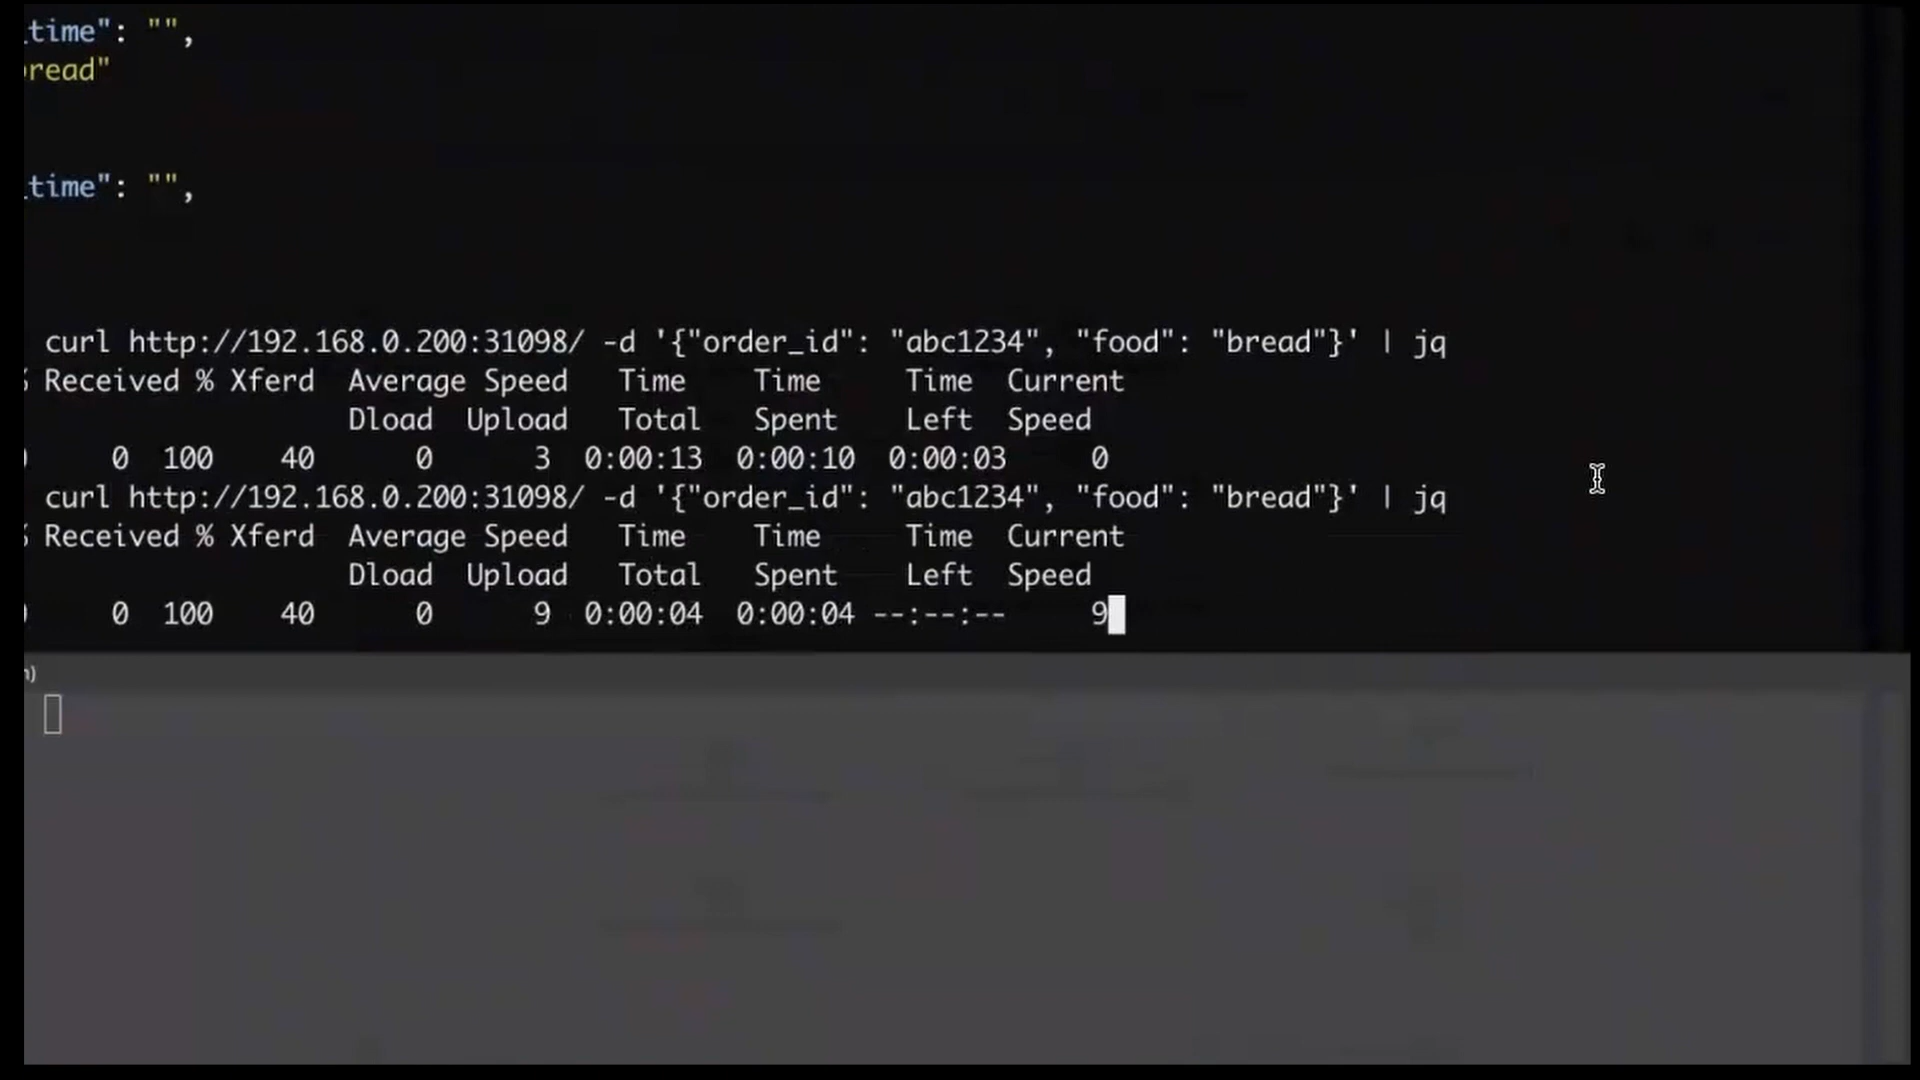 time": "",
read"
time": "",
curl http://192.168.0.200:31098/ -d '{"order_id": "abc1234", "food": "bread"}' | jq
% Received % Xferd Average Speed Time Time Time Current
Dload Upload Total Spent Left Speed
0 100 40 0 3 0:00:13 0:00:10 0:00:03 0
curl http://192.168.0.200:31098/ -d '{"order_id": "abc1234", "food": "bread"}' | jq
% Received % Xferd Average Speed Time Time Time Current
Dload Upload Total Spent Left Speed
0 100 40 0 9 0:00:04 0:00:04 --:--:-- 9